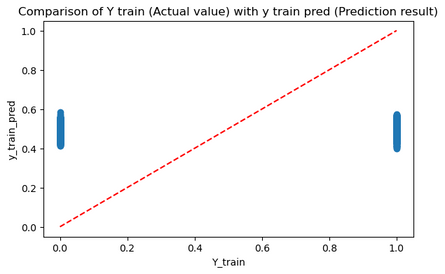 Comparison of Y train (Actual value) with y train pred (Prediction result)
1.0
0.8
0.6
0.4
0.2
0.0
y_train_pred
0.0 0.2 0.4 0.6 0.8 1.0
Y_train